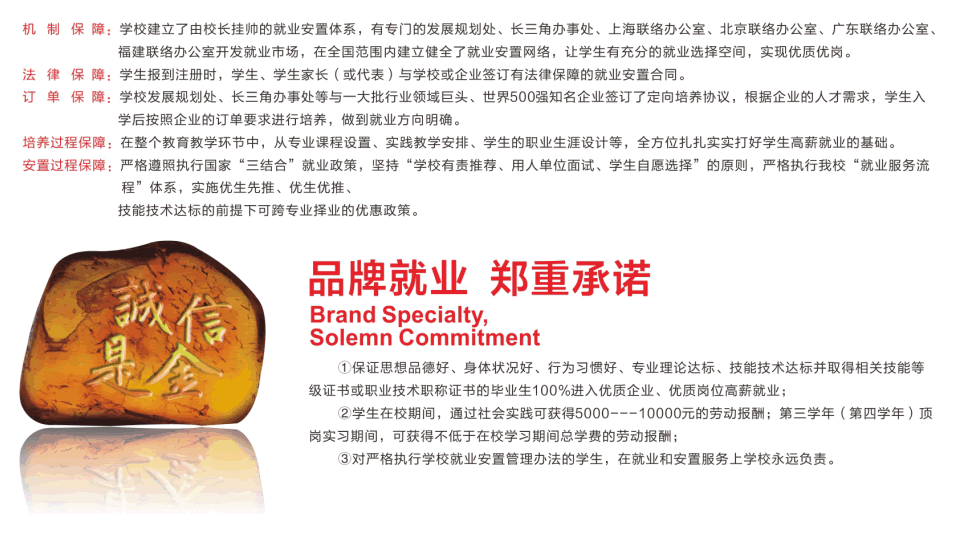 机 制 保 障：学校建立了由校长挂帅的就业安置体系，有专门的发展规划处、长三角办事处、上海联络办公室、北京联络办公室、广东联络办公室、
福建联络办公室开发就业市场，在全国范围内建立健全了就业安置网络，让学生有充分的就业选择空间，实现优质优岗。
法 律 保 障：学生报到注册时，学生、学生家长（或代表）与学校或企业签订有法律保障的就业安置合同。
订 单 保 障：学校发展规划处、长三角办事处等与一大批行业领域巨头、世界500强知名企业签订了定向培养协议，根据企业的人才需求，学生入
学后按照企业的订单要求进行培养，做到就业方向明确。
培养过程保障：在整个教育教学环节中，从专业课程设置、实践教学安排、学生的职业生涯设计等，全方位扎扎实实打好学生高薪就业的基础。
安置过程保障：严格遵照执行国家“三结合”就业政策，坚持“学校有责推荐、用人单位面试、学生自愿选择”的原则，严格执行我校“就业服务流
程”体系，实施优生先推、优生优推、
技能技术达标的前提下可跨专业择业的优惠政策。
誠信
是金
品牌就业 郑重承诺
Brand Specialty,
Solemn Commitment
①保证思想品德好、身体状况好、行为习惯好、专业理论达标、技能技术达标并取得相关技能等
级证书或职业技术职称证书的毕业生100%进入优质企业、优质岗位高薪就业；
②学生在校期间，通过社会实践可获得5000---10000元的劳动报酬；第三学年（第四学年）顶
岗实习期间，可获得不低于在校学习期间总学费的劳动报酬；
③对严格执行学校就业安置管理办法的学生，在就业和安置服务上学校永远负责。